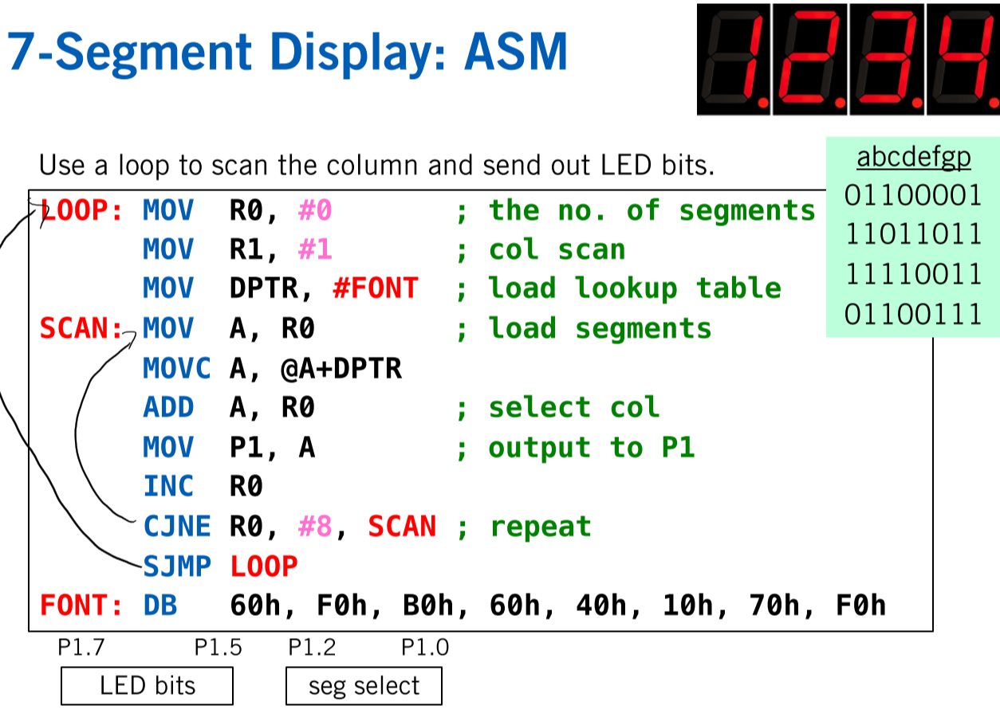 7-Segment Display: ASM
1.2.3.4.
Use a loop to scan the column and send out LED bits.
abcdefgp
01100001
11011011
11110011
01100111
LOOP: MOV R0, #0 ; the no. of segments
MOV R1, #1 ; col scan
MOV DPTR, #FONT ; load lookup table
SCAN: MOV A, R0 ; load segments
MOVC A, @A+DPTR
ADD A, R0 ; select col
MOV P1, A ; output to P1
INC R0
CJNE R0, #8, SCAN ; repeat
SJMP LOOP
FONT: DB 60h, F0h, B0h, 60h, 40h, 10h, 70h, F0h
P1.7 P1.5 P1.2 P1.0
LED bits seg select